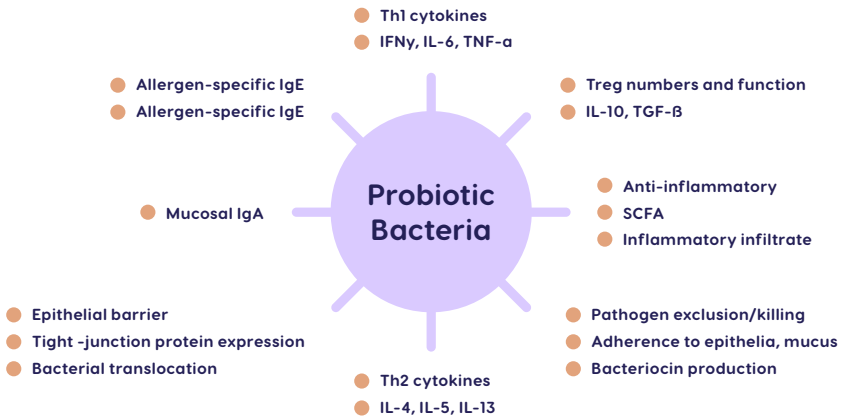 Th1 cytokines
IFNy, IL-6, TNF-a
Allergen-specific IgE
Allergen-specific IgE
Treg numbers and function
IL-10, TGF-ß
Mucosal IgA
Probiotic
Bacteria
Anti-inflammatory
SCFA
Inflammatory infiltrate
Epithelial barrier
Tight -junction protein expression
Bacterial translocation
Pathogen exclusion/killing
Adherence to epithelia, mucus
Bacteriocin production
Th2 cytokines
IL-4, IL-5, IL-13